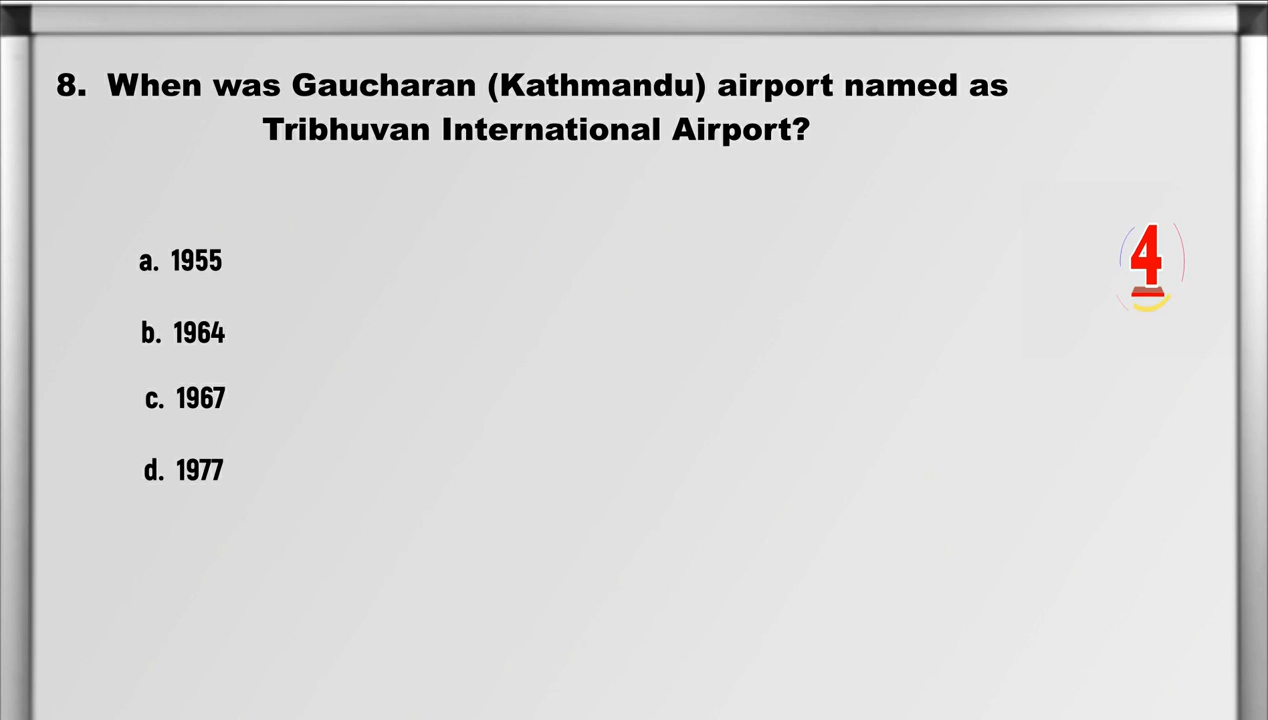 8. When was Gaucharan (Kathmandu) airport named as
Tribhuvan International Airport?
4
a. 1955
b. 1964
c. 1967
d. 1977